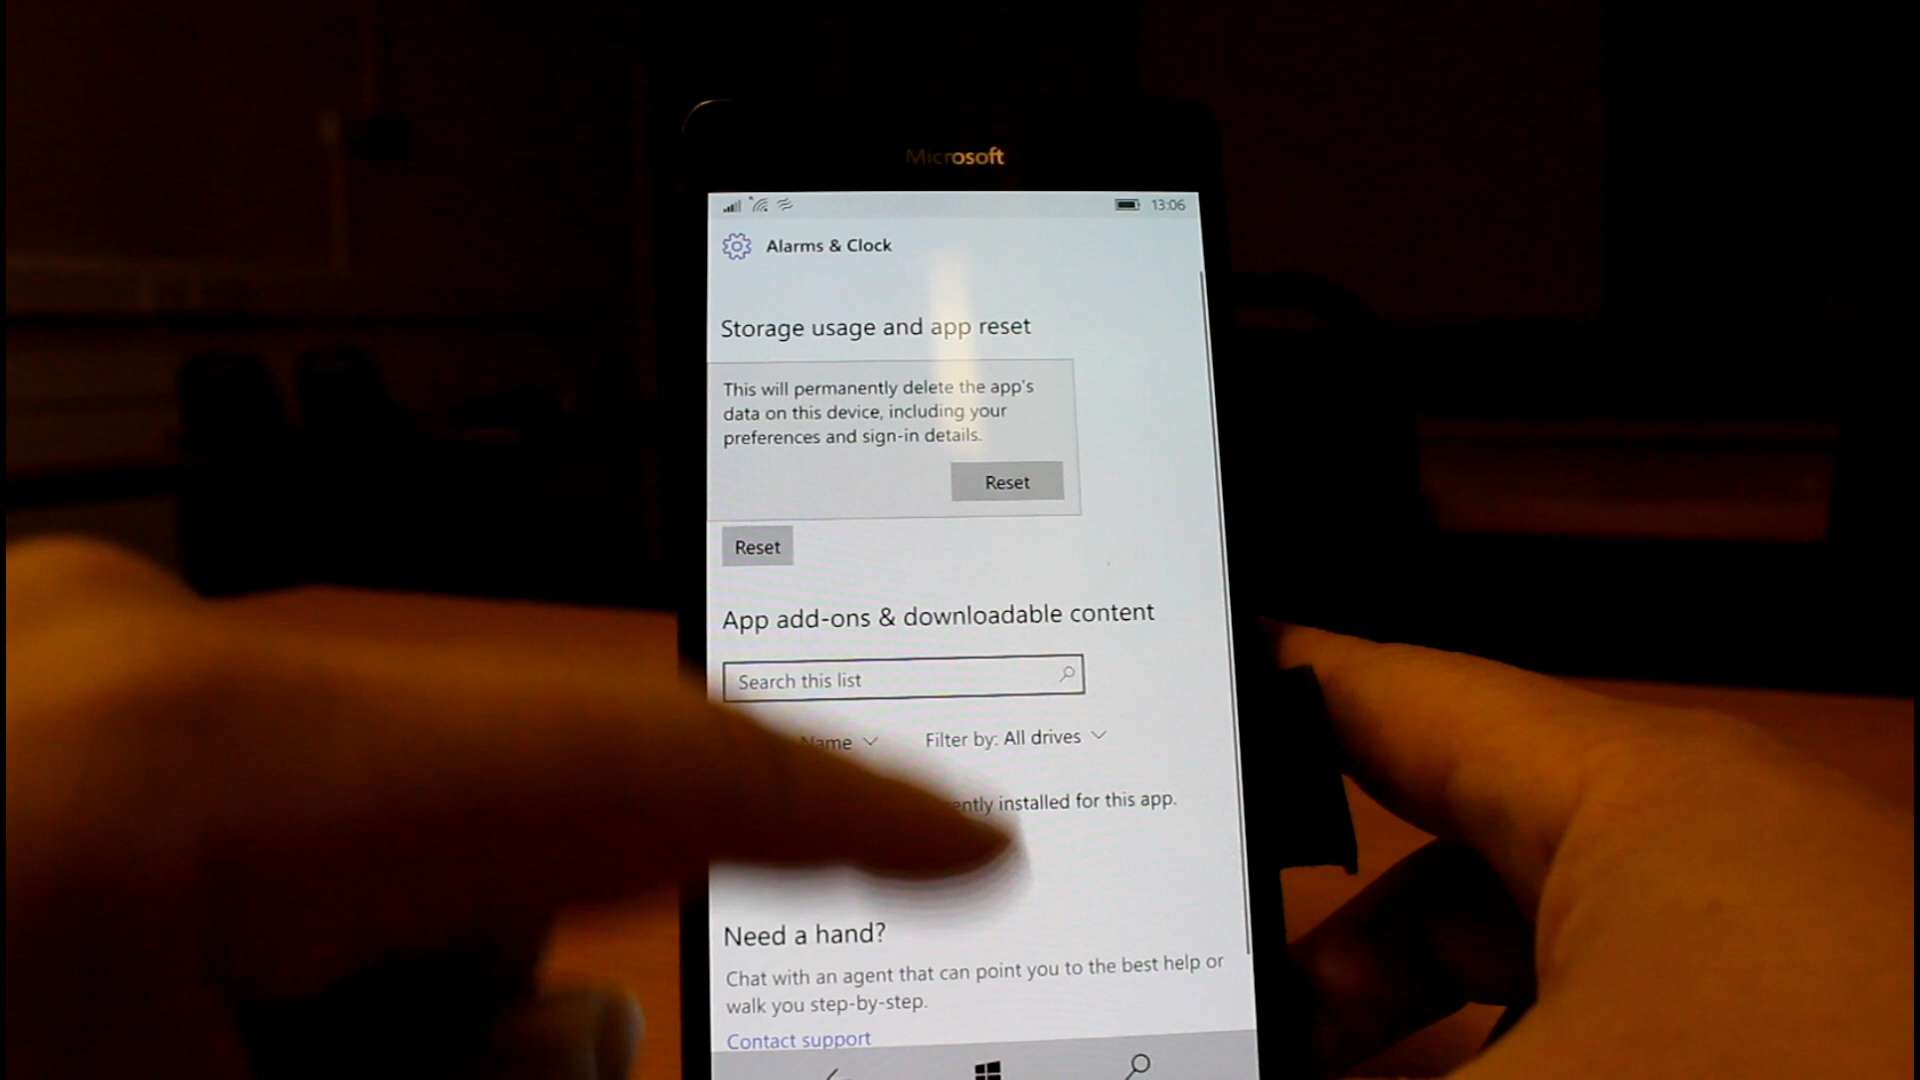 Microsoft
13:06
Alarms & Clock
Storage usage and app reset
This will permanently delete the app's
data on this device, including your
preferences and sign-in details.
Reset
Reset
App add-ons & downloadable content
Search this list
Filter by: All drives
installed for this app.
Need a hand?
Chat with an agent that can point you to the best help or
walk you step-by-step.
Contact support